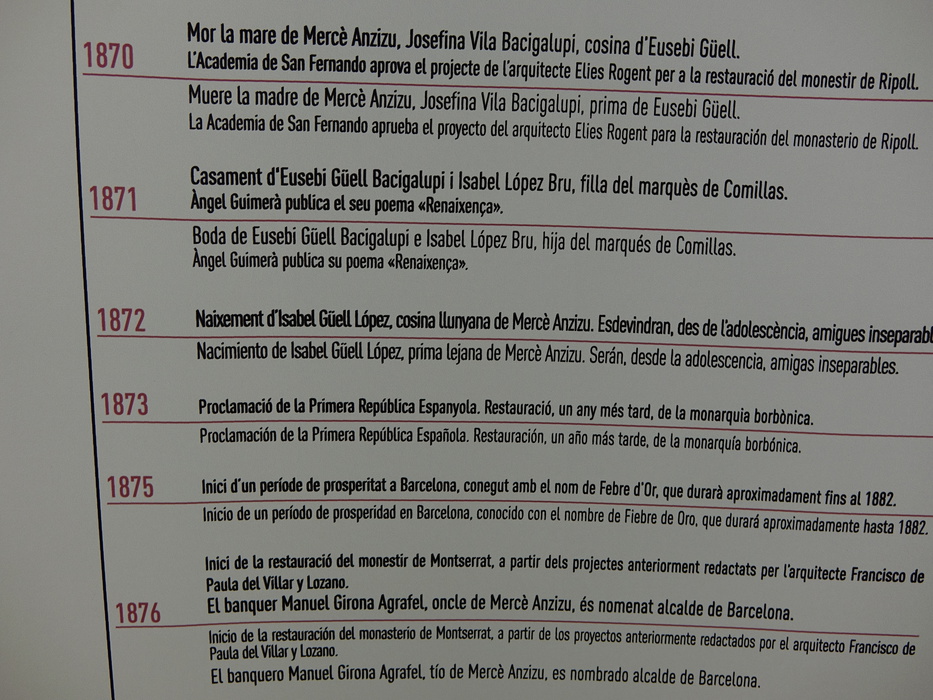 1870
Mor la mare de Mercè Anzizu, Josefina Vila Bacigalupi, cosina d'Eusebi Güell.
L'Academia de San Fernando aprova el projecte de l'arquitecte Elies Rogent per a la restauració del monestir de Ripoll.
Muere la madre de Mercè Anzizu, Josefina Vila Bacigalupi, prima de Eusebi Güell.
La Academia de San Fernando aprueba el proyecto del arquitecto Elies Rogent para la restauración del monasterio de Ripoll.
1871
Casament d'Eusebi Güell Bacigalupi i Isabel López Bru, filla del marquès de Comillas.
Àngel Guimerà publica el seu poema «Renaixença».
Boda de Eusebi Güell Bacigalupi e Isabel López Bru, hija del marqués de Comillas.
Àngel Guimerà publica su poema «Renaixença».
1872
Naixement d'Isabel Güell López, cosina llunyana de Mercè Anzizu. Esdevindran, des de l'adolescència, amigues inseparabl
Nacimiento de Isabel Güell López, prima lejana de Mercè Anzizu. Serán, desde la adolescencia, amigas inseparables.
1873
Proclamació de la Primera República Espanyola. Restauració, un any més tard, de la monarquia borbònica.
Proclamación de la Primera República Española. Restauración, un año más tarde, de la monarquía borbónica.
1875
Inici d'un període de prosperitat a Barcelona, conegut amb el nom de Febre d'Or, que durarà aproximadament fins al 1882.
Inicio de un período de prosperidad en Barcelona, conocido con el nombre de Fiebre de Oro, que durará aproximadamente hasta 1882.
1876
Inici de la restauració del monestir de Montserrat, a partir dels projectes anteriorment redactats per l'arquitecte Francisco de
Paula del Villar y Lozano.
El banquer Manuel Girona Agrafel, oncle de Mercè Anzizu, és nomenat alcalde de Barcelona.
Inicio de la restauración del monasterio de Montserrat, a partir de los proyectos anteriormente redactados por el arquitecto Francisco de
Paula del Villar y Lozano.
El banquero Manuel Girona Agrafel, tío de Mercè Anzizu, es nombrado alcalde de Barcelona.